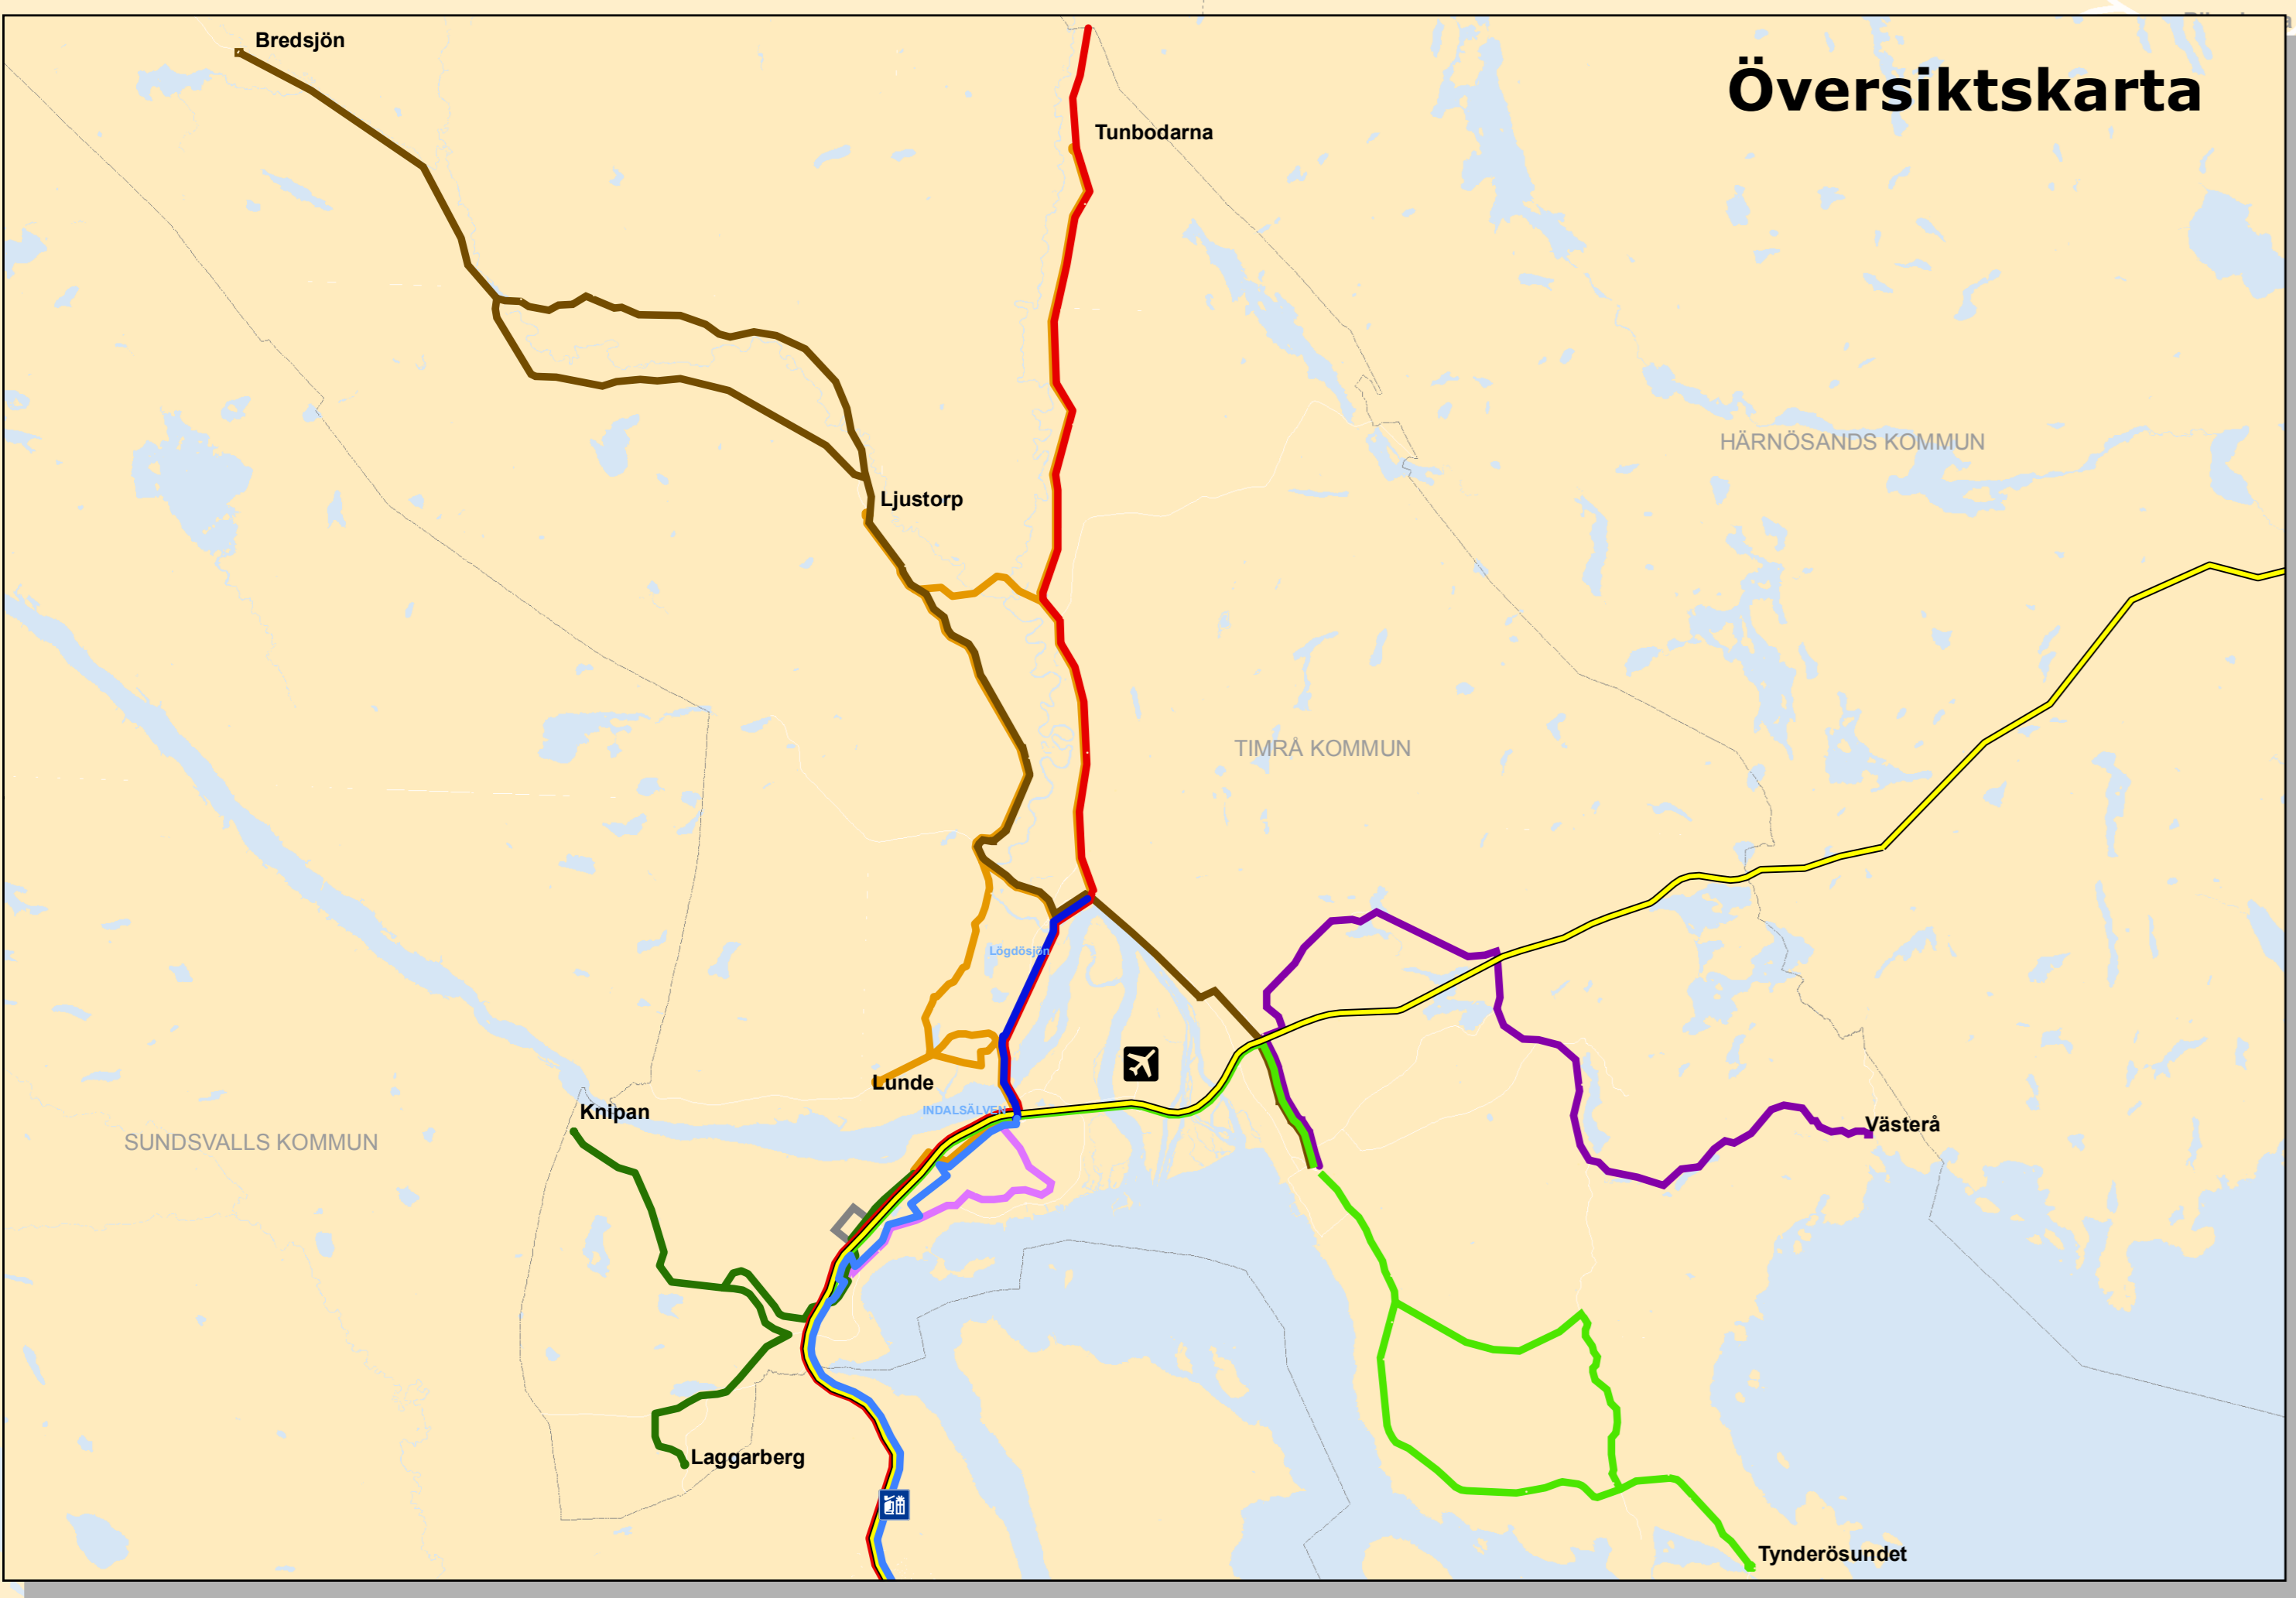 Bredsjön
Översiktskarta
Tunbodarna
HÄRNÖSANDS KOMMUN
Ljustorp
TIMRÅ KOMMUN
Lögdösjön
Lunde
Knipan
INDALSÄLVEN
Västerå
SUNDSVALLS KOMMUN
Laggarberg
Tynderösundet